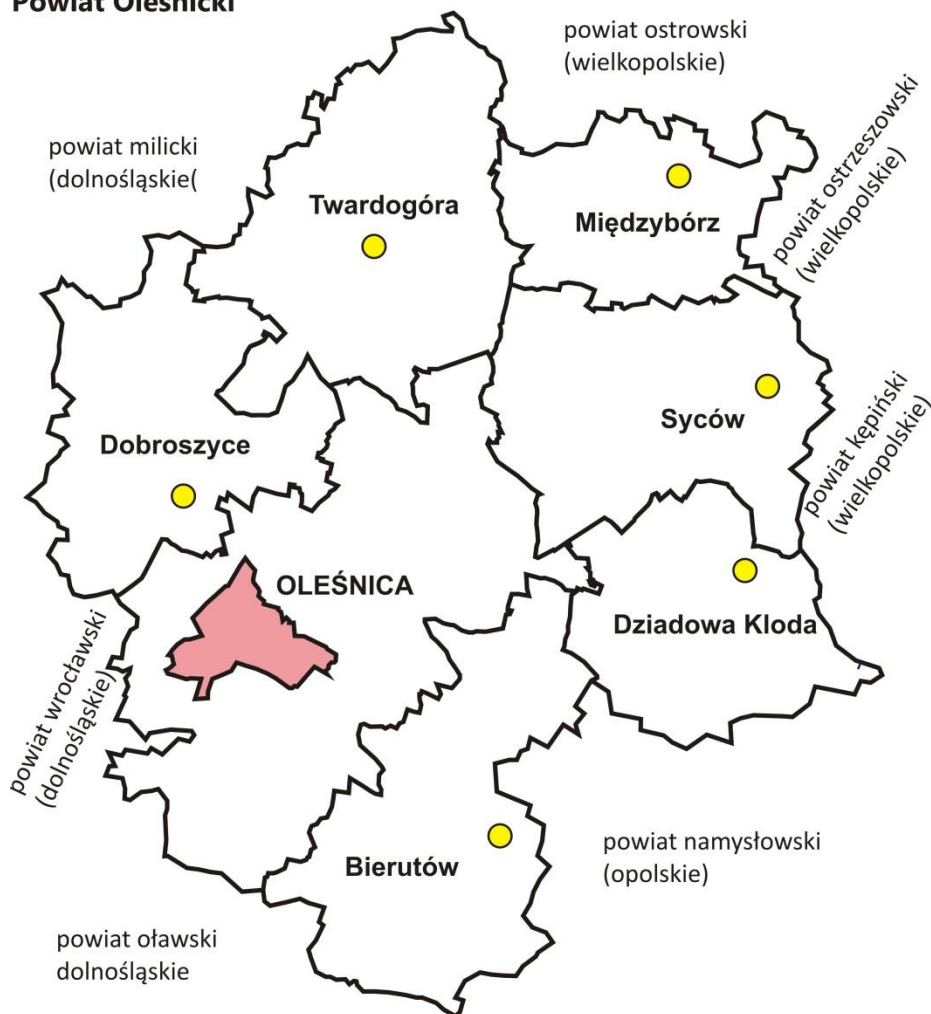 Powiat Oleśnicki
powiat ostrowski
(wielkopolskie)
powiat milicki
(dolnośląskie(
powiat ostrzeszowski
(wielkopolskie)
Twardogóra
Międzybórz
Syców
powiat kępiński
(wielkopolskie)
Dobroszyce
OLEŚNICA
Dziadowa Kloda
powiat wrocławski
(dolnośląskie)
powiat namysłowski
(opolskie)
Bierutów
powiat oławski
dolnośląskie